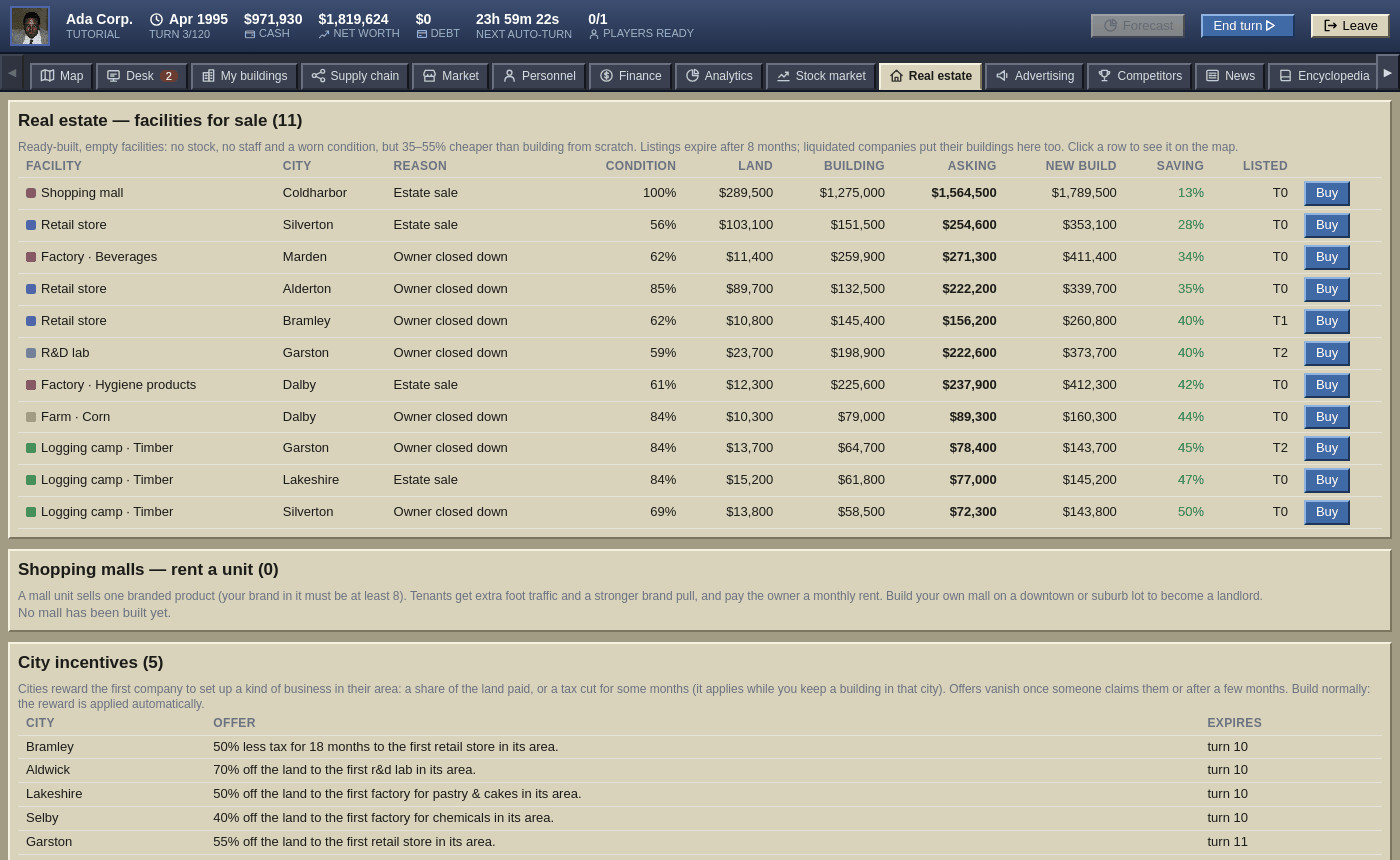 Ada Corp.
TUTORIAL
Apr 1995
TURN 3/120
$971,930
CASH
$1,819,624
NET WORTH
$0
DEBT
23h 59m 22s
NEXT AUTO-TURN
0/1
PLAYERS READY
Forecast
End turn
Leave
Map
Desk 2
My buildings
Supply chain
Market
Personnel
Finance
Analytics
Stock market
Real estate
Advertising
Competitors
News
Encyclopedia
Real estate — facilities for sale (11)
Ready-built, empty facilities: no stock, no staff and a worn condition, but 35–55% cheaper than building from scratch. Listings expire after 8 months; liquidated companies put their buildings here too. Click a row to see it on the map.
FACILITY CITY REASON CONDITION LAND BUILDING ASKING NEW BUILD SAVING LISTED
Shopping mall Coldharbor Estate sale 100% $289,500 $1,275,000 $1,564,500 $1,789,500 13% T0 Buy
Retail store Silverton Estate sale 56% $103,100 $151,500 $254,600 $353,100 28% T0 Buy
Factory · Beverages Marden Owner closed down 62% $11,400 $259,900 $271,300 $411,400 34% T0 Buy
Retail store Alderton Owner closed down 85% $89,700 $132,500 $222,200 $339,700 35% T0 Buy
Retail store Bramley Owner closed down 62% $10,800 $145,400 $156,200 $260,800 40% T1 Buy
R&D lab Garston Owner closed down 59% $23,700 $198,900 $222,600 $373,700 40% T2 Buy
Factory · Hygiene products Dalby Estate sale 61% $12,300 $225,600 $237,900 $412,300 42% T0 Buy
Farm · Corn Dalby Owner closed down 84% $10,300 $79,000 $89,300 $160,300 44% T0 Buy
Logging camp · Timber Garston Owner closed down 84% $13,700 $64,700 $78,400 $143,700 45% T2 Buy
Logging camp · Timber Lakeshire Estate sale 84% $15,200 $61,800 $77,000 $145,200 47% T0 Buy
Logging camp · Timber Silverton Owner closed down 69% $13,800 $58,500 $72,300 $143,800 50% T0 Buy
Shopping malls — rent a unit (0)
A mall unit sells one branded product (your brand in it must be at least 8). Tenants get extra foot traffic and a stronger brand pull, and pay the owner a monthly rent. Build your own mall on a downtown or suburb lot to become a landlord.
No mall has been built yet.
City incentives (5)
Cities reward the first company to set up a kind of business in their area: a share of the land paid, or a tax cut for some months (it applies while you keep a building in that city). Offers vanish once someone claims them or after a few months. Build normally:
the reward is applied automatically.
CITY OFFER EXPIRES
Bramley 50% less tax for 18 months to the first retail store in its area. turn 10
Aldwick 70% off the land to the first r&d lab in its area. turn 10
Lakeshire 50% off the land to the first factory for pastry & cakes in its area. turn 10
Selby 40% off the land to the first factory for chemicals in its area. turn 10
Garston 55% off the land to the first retail store in its area. turn 11